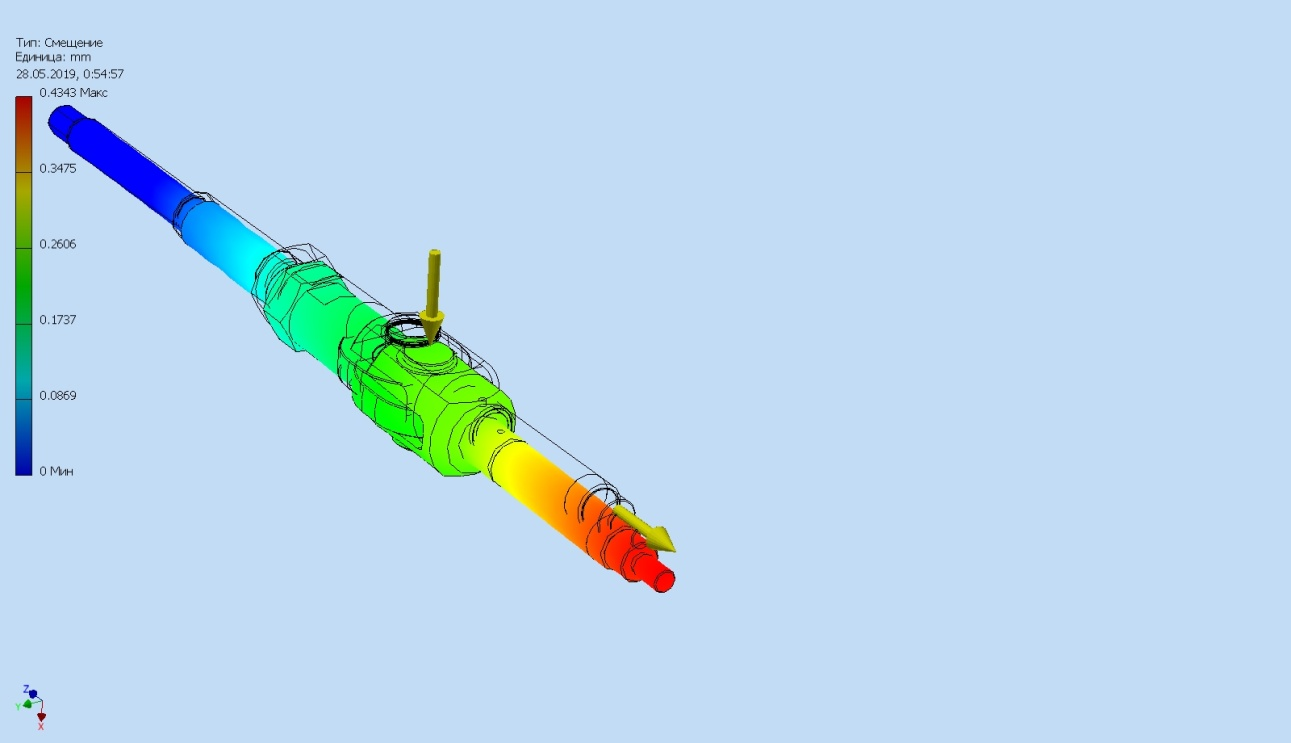 Тип: Смещение
Единица: mm
28.05.2019, 0:54:57
0.4343 Макс
0.3475
0.2606
0.1737
0.0869
0 Мин
Z
Y
X